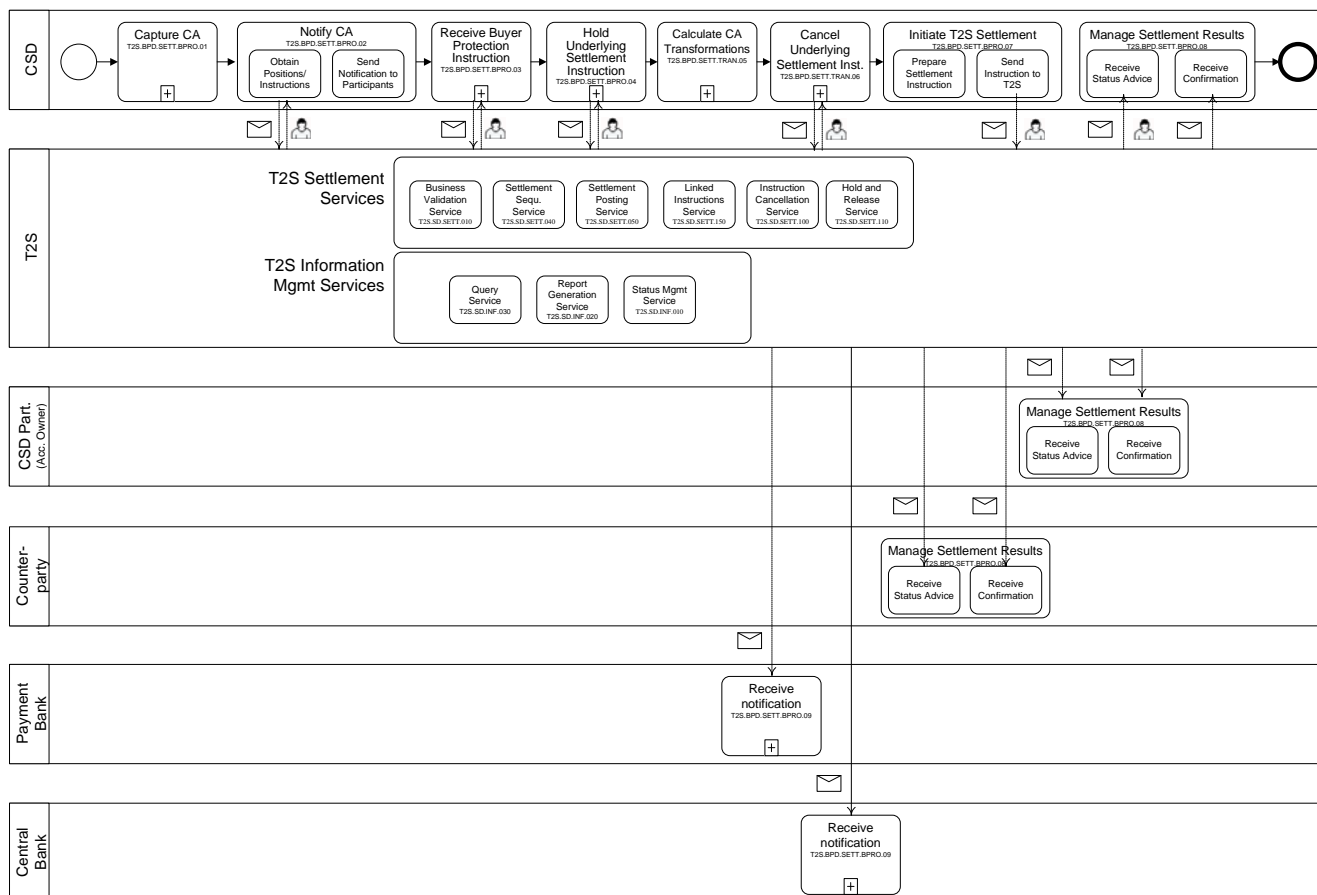 CSD
Capture CA
T2S.BPD.SETT.BPRO.01
Notify CA
T2S.BPD.SETT.BPRO.02
Obtain
Positions/
Instructions
Send
Notification to
Participants
Receive Buyer
Protection
Instruction
T2S.BPD.SETT.BPRO.03
Hold
Underlying
Settlement
Instruction
T2S.BPD.SETT.BPRO.04
Calculate CA
Transformations
T2S.BPD.SETT.TRAN.05
Cancel
Underlying
Settlement Inst.
T2S.BPD.SETT.TRAN.06
Initiate T2S Settlement
T2S.BPD.SETT.BPRO.07
Prepare
Settlement
Instruction
Send
Instruction to
T2S
Manage Settlement Results
T2S.BPD.SETT.BPRO.08
Receive
Status Advice
Receive
Confirmation
T2S
T2S Settlement
Services
Business
Validation
Service
T2S.SD.SETT.010
Settlement
Sequ.
Service
T2S.SD.SETT.040
Settlement
Posting
Service
T2S.SD.SETT.050
Linked
Instructions
Service
T2S.SD.SETT.150
Instruction
Cancellation
Service
T2S.SD.SETT.100
Hold and
Release
Service
T2S.SD.SETT.110
T2S Information
Mgmt Services
Query
Service
T2S.SD.INF.030
Report
Generation
Service
T2S.SD.INF.020
Status Mgmt
Service
T2S.SD.INF.010
CSD Part.
(Acc. Owner)
Manage Settlement Results
T2S.BPD.SETT.BPRO.08
Receive
Status Advice
Receive
Confirmation
Counter-
party
Manage Settlement Results
T2S.BPD.SETT.BPRO.08
Receive
Status Advice
Receive
Confirmation
Payment
Bank
Receive
notification
T2S.BPD.SETT.BPRO.09
Central
Bank
Receive
notification
T2S.BPD.SETT.BPRO.09